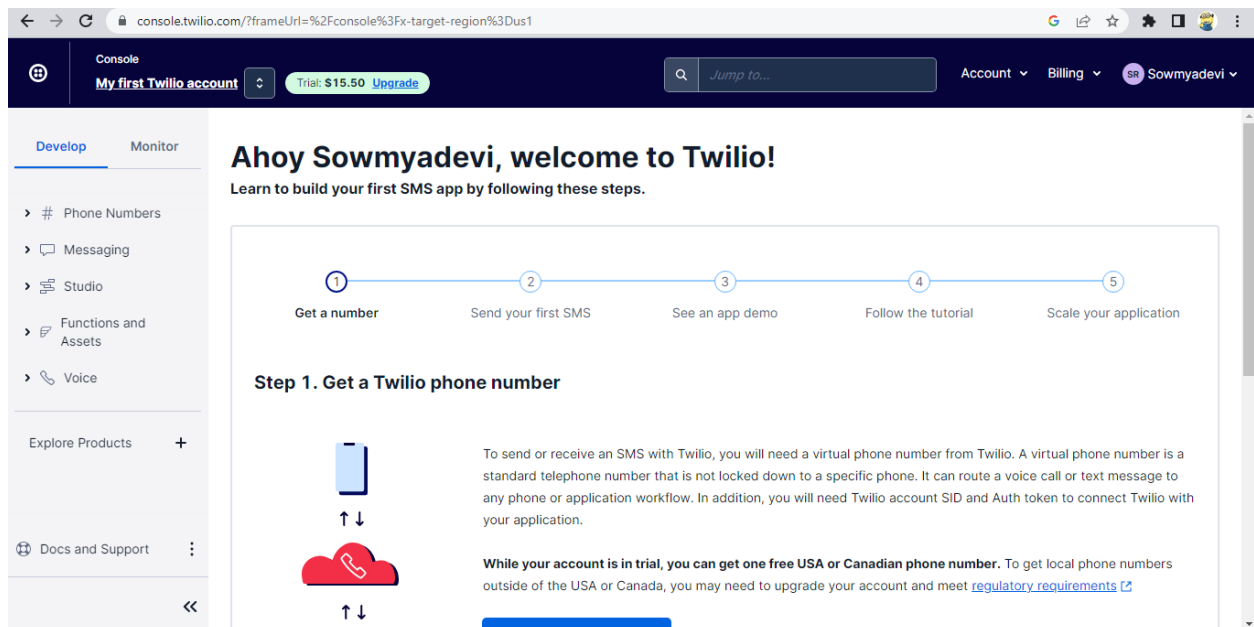 console.twilio.com/?frameUrl=%2Fconsole%3Fx-target-region%3Dus1
Console
My first Twilio account
Trial: $15.50 Upgrade
Jump to...
Account
Billing
SR Sowmyadevi
Develop Monitor
Phone Numbers
Messaging
Studio
Functions and
Assets
Voice
Explore Products +
Docs and Support
Ahoy Sowmyadevi, welcome to Twilio!
Learn to build your first SMS app by following these steps.
1 2 3 4 5
Get a number Send your first SMS See an app demo Follow the tutorial Scale your application
Step 1. Get a Twilio phone number
To send or receive an SMS with Twilio, you will need a virtual phone number from Twilio. A virtual phone number is a
standard telephone number that is not locked down to a specific phone. It can route a voice call or text message to
any phone or application workflow. In addition, you will need Twilio account SID and Auth token to connect Twilio with
your application.
While your account is in trial, you can get one free USA or Canadian phone number. To get local phone numbers
outside of the USA or Canada, you may need to upgrade your account and meet regulatory requirements